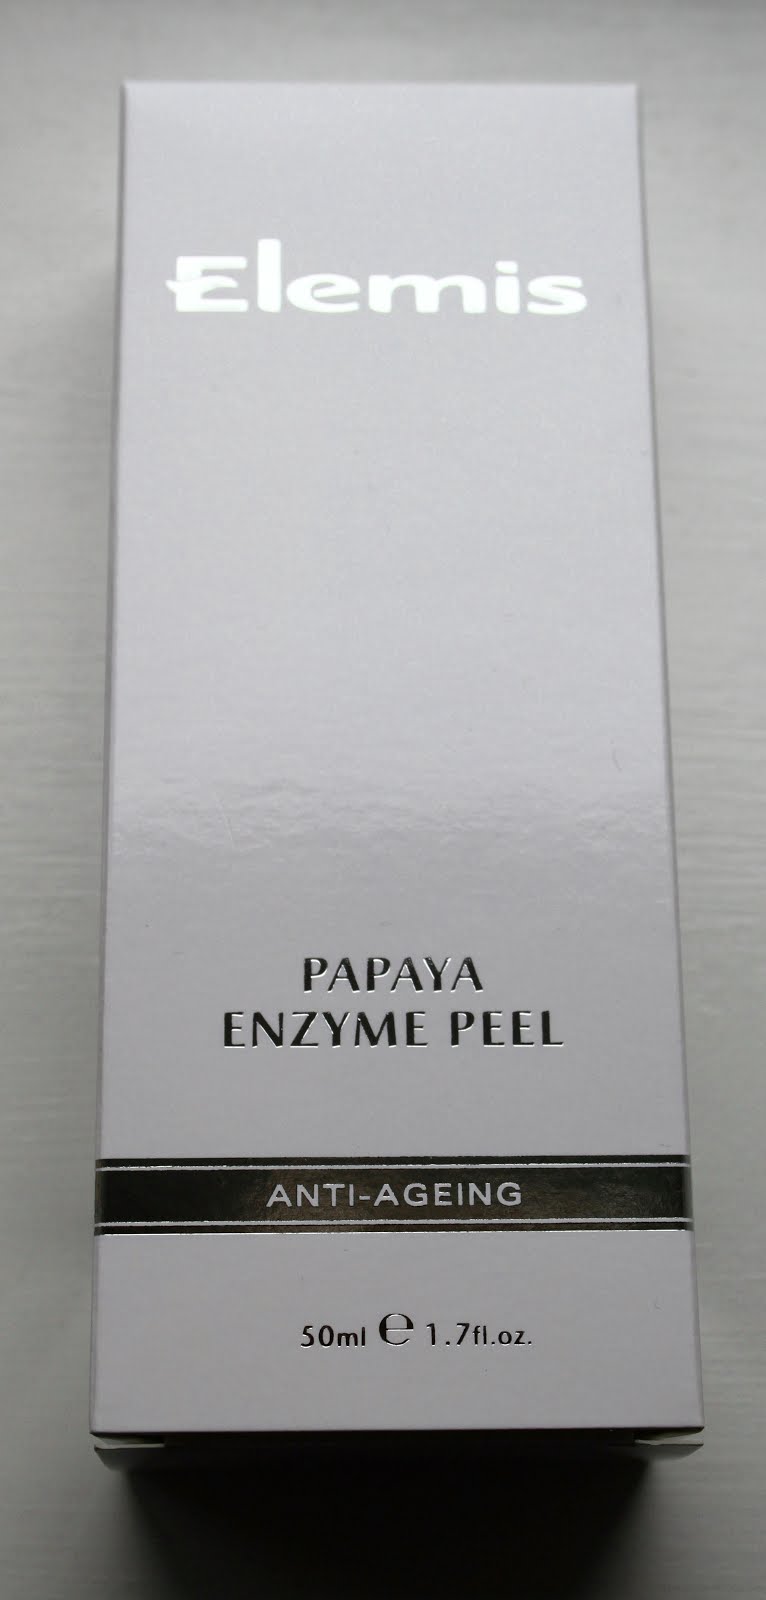 Elemis
PAPAYA
ENZYME PEEL
ANTI-AGEING
50ml ℮ 1.7fl.oz.